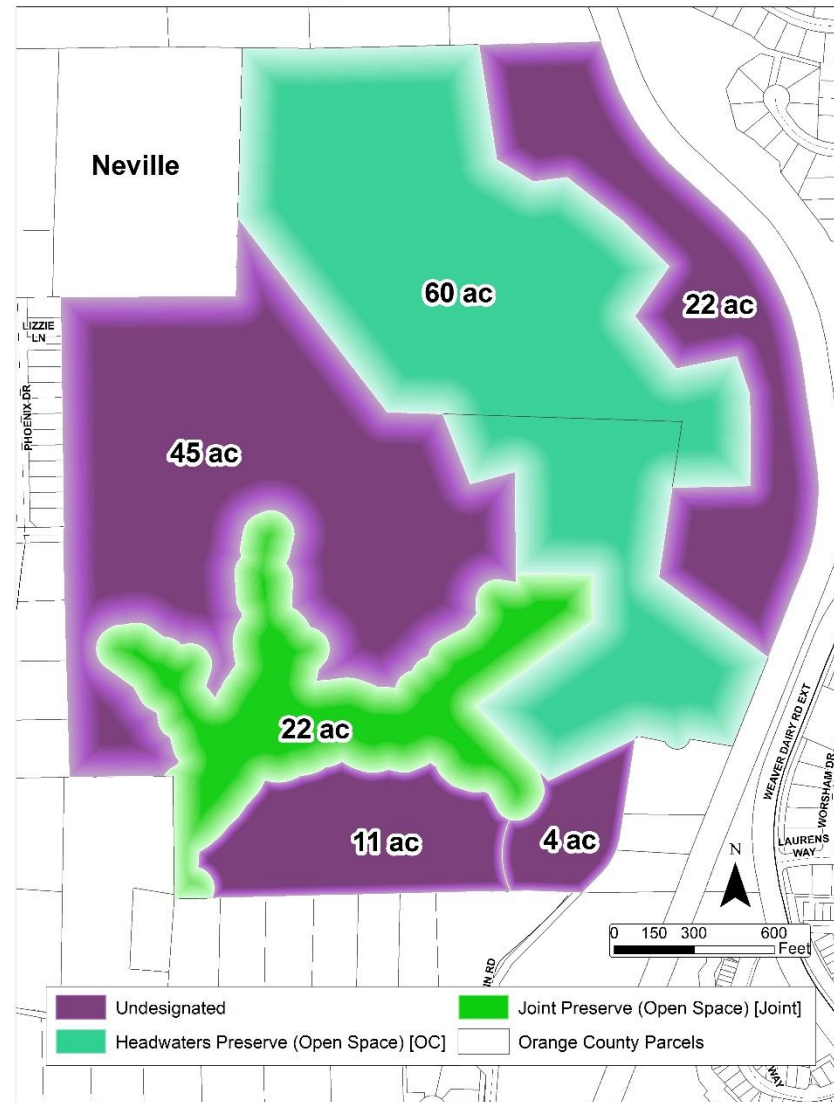 Neville
60 ac
22 ac
LIZZIE
LN
PHOENIX DR
45 ac
22 ac
11 ac
4 ac
WEAVER DAIRY RD EXT
WORSHAM DR
LAURENS
WAY
N
0 150 300 600
Feet
RD
Undesignated
Joint Preserve (Open Space) [Joint]
Headwaters Preserve (Open Space) [OC]
Orange County Parcels
WAY